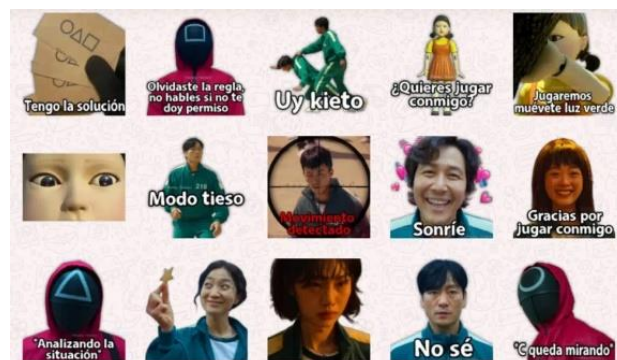 Tengo la solución
Olvidaste la regla,
no hables si no te
doy permiso
Uy kieto
¿Quieres jugar
conmigo?
Jugaremos
muévete luz verde
Modo tieso
Movimiento
detectado
Sonríe
Gracias por
jugar conmigo
"Analizando la
situación"
No sé
"C queda mirando"